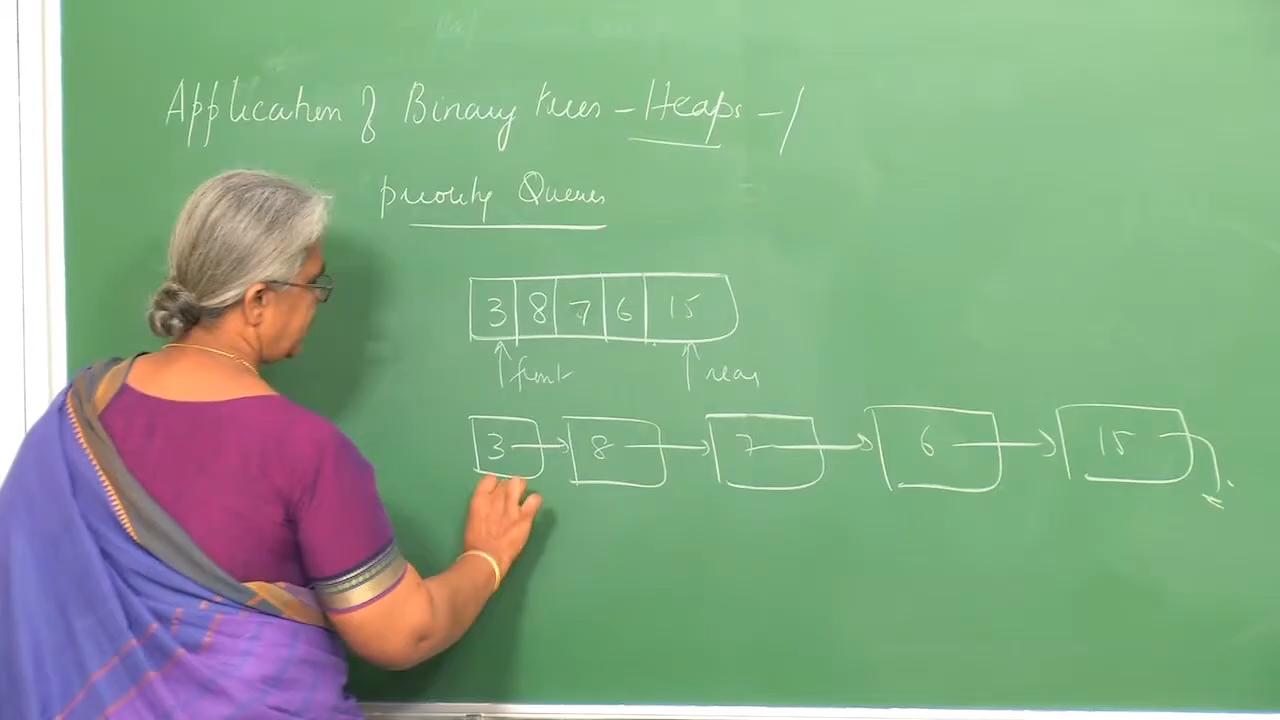 Application of Binary trees - Heaps - 1
priority Queues
3 8 7 6 15
front rear
3 8 7 6 15